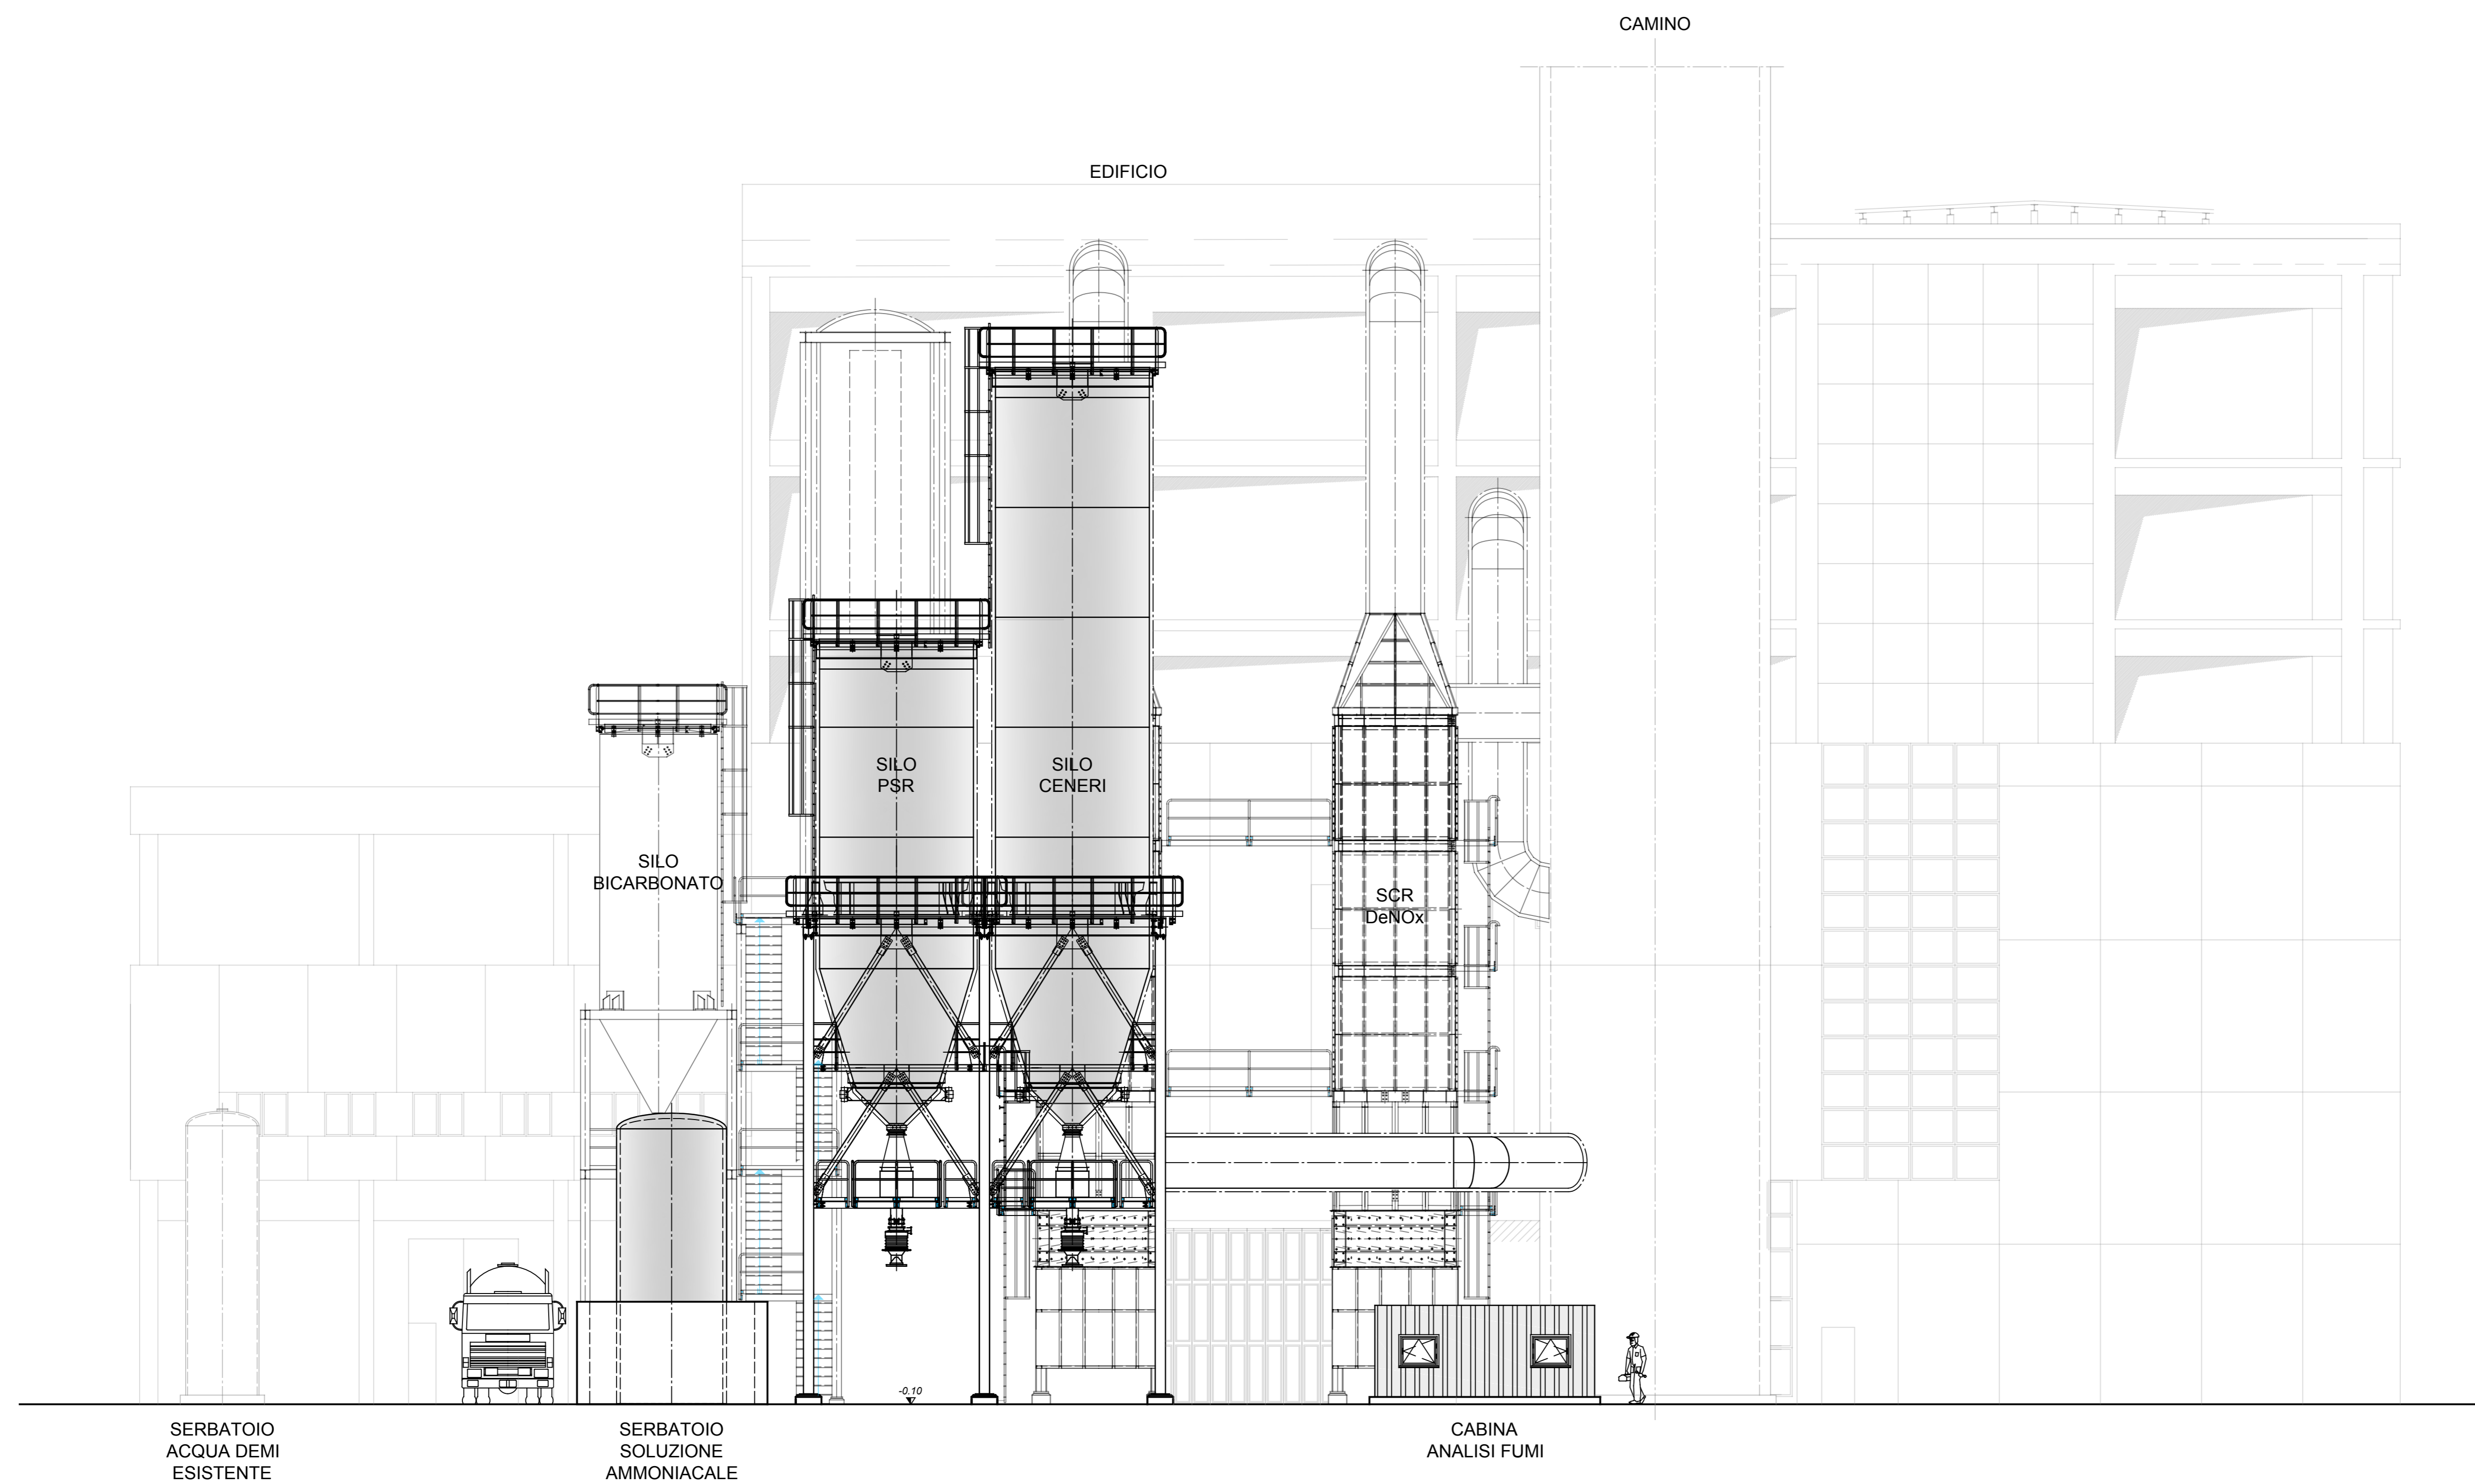 CAMINO
EDIFICIO
SILO
PSR
SILO
CENERI
SILO
BICARBONATO
SCR
DeNOx
-0.10
SERBATOIO
ACQUA DEMI
ESISTENTE
SERBATOIO
SOLUZIONE
AMMONIACALE
CABINA
ANALISI FUMI